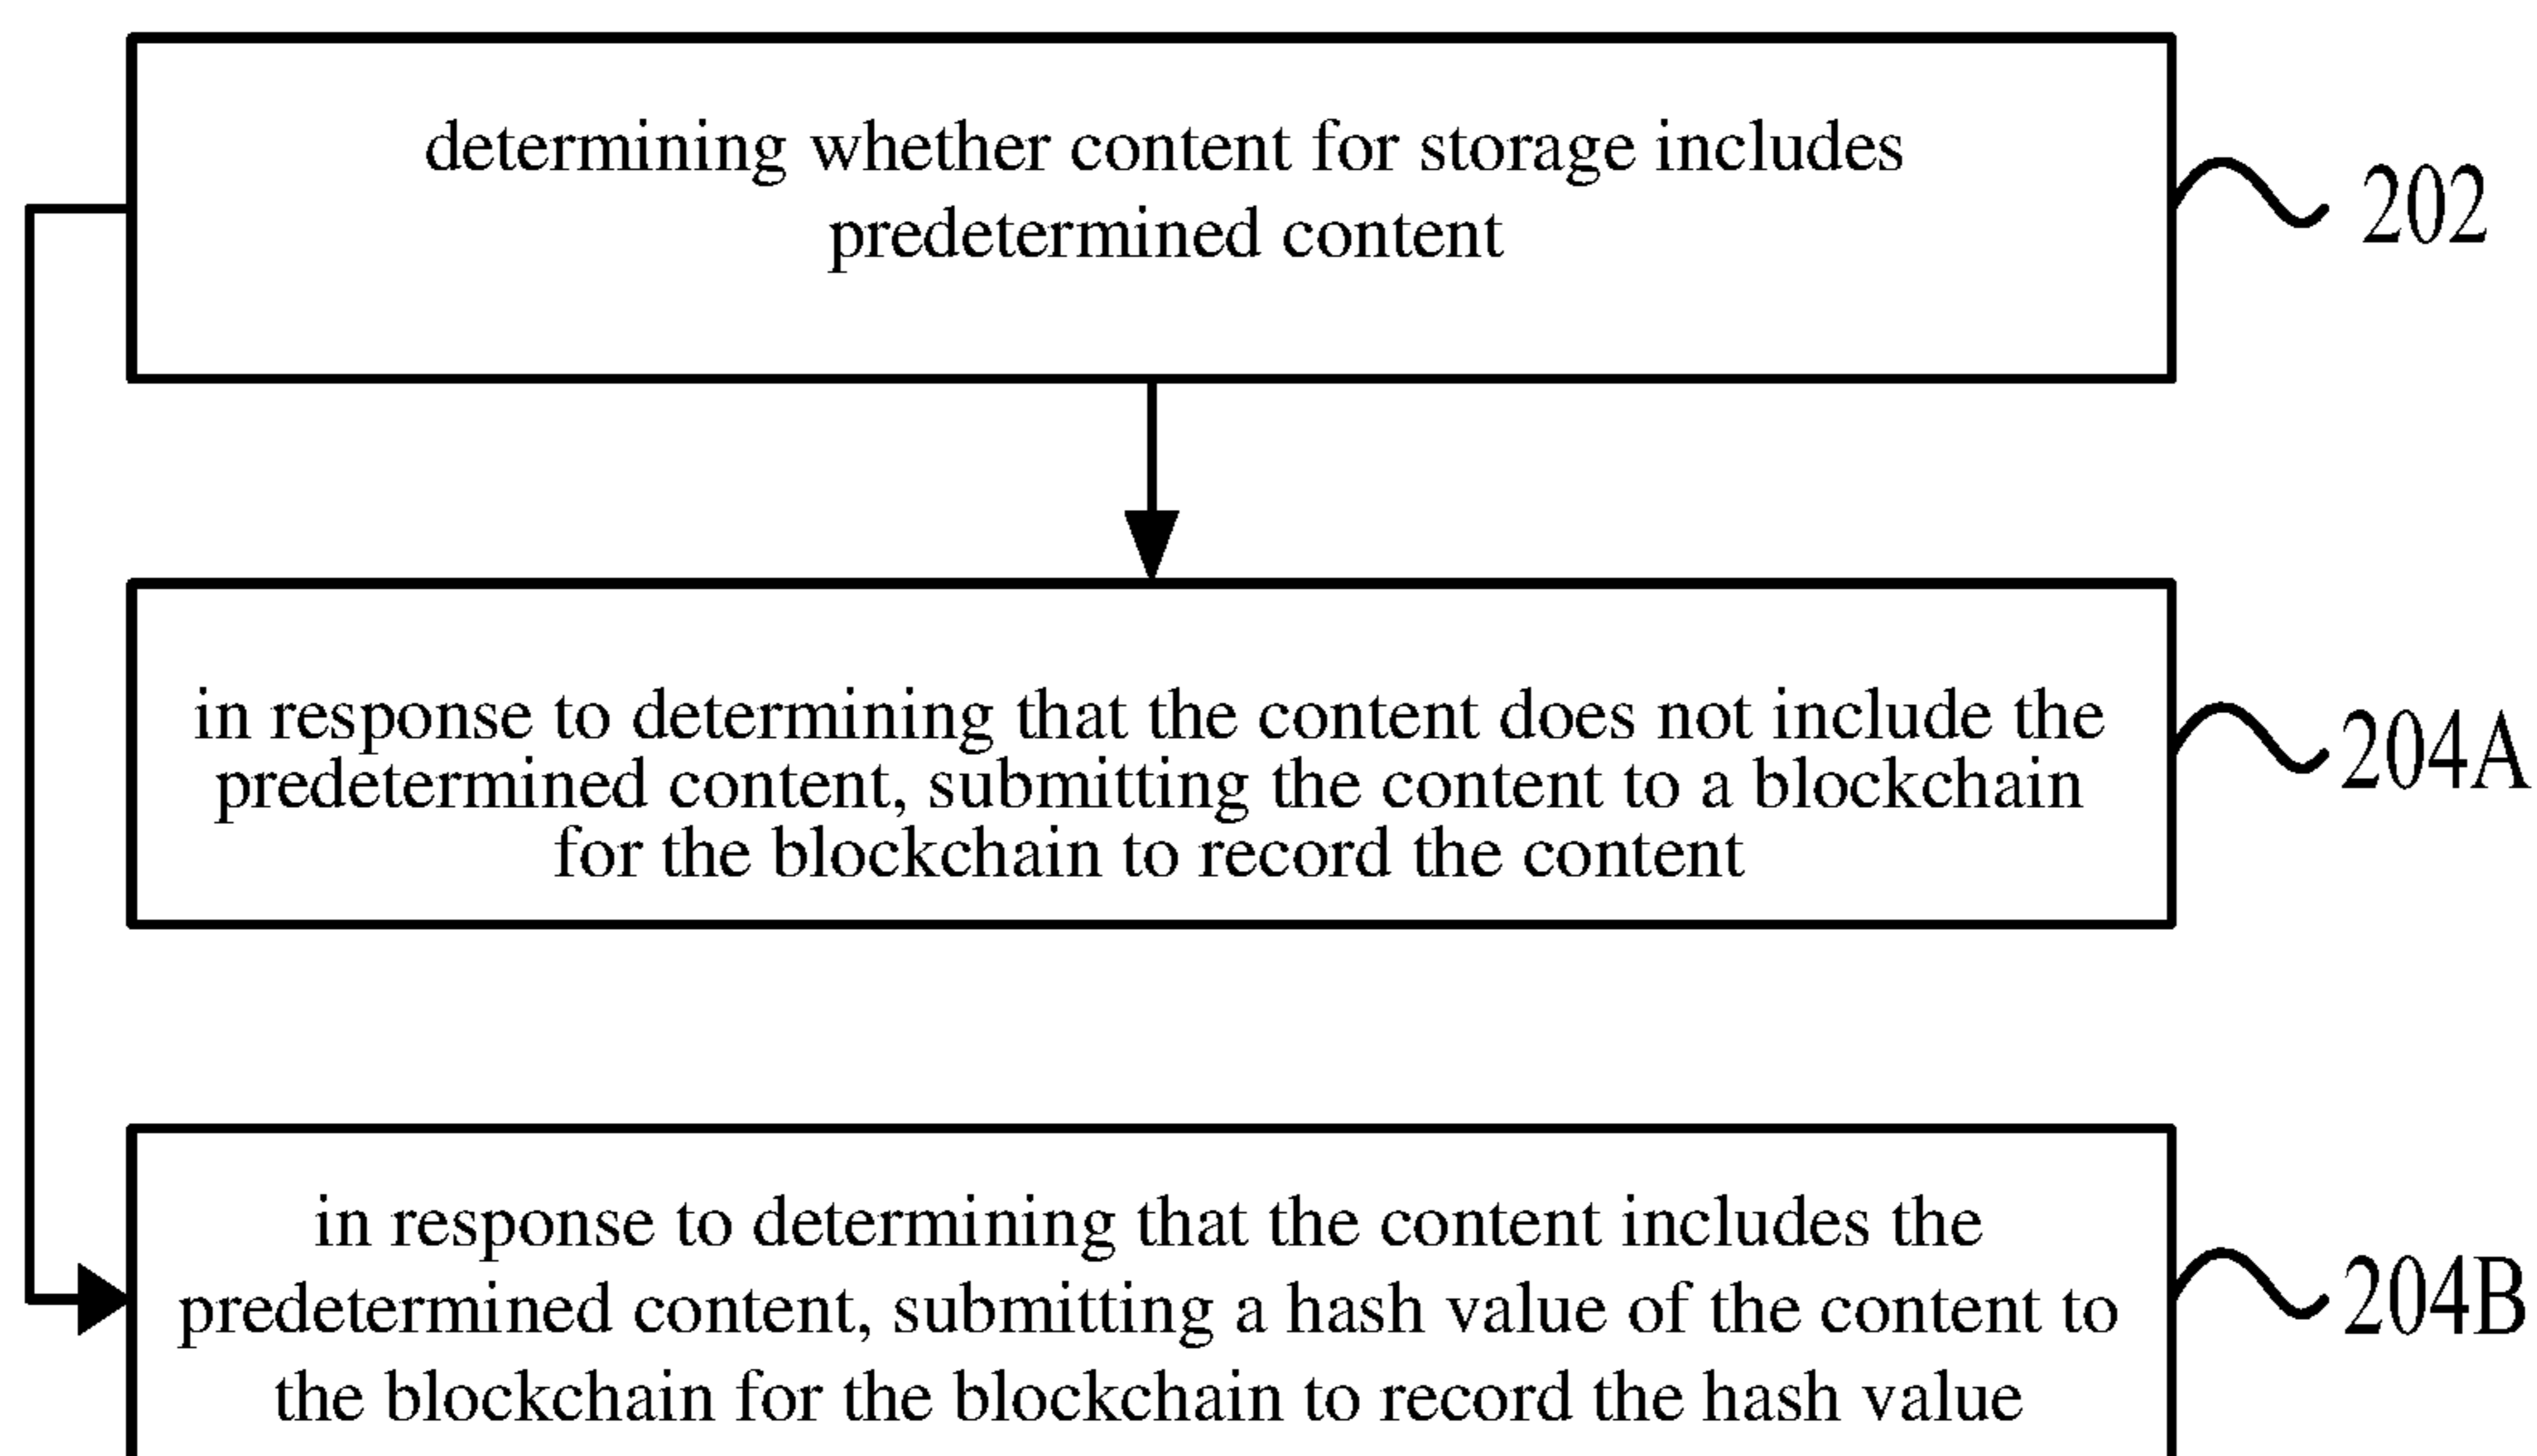 determining whether content for storage includes
predetermined content
202
in response to determining that the content does not include the
predetermined content, submitting the content to a blockchain
for the blockchain to record the content
204A
in response to determining that the content includes the
predetermined content, submitting a hash value of the content to
the blockchain for the blockchain to record the hash value
204B